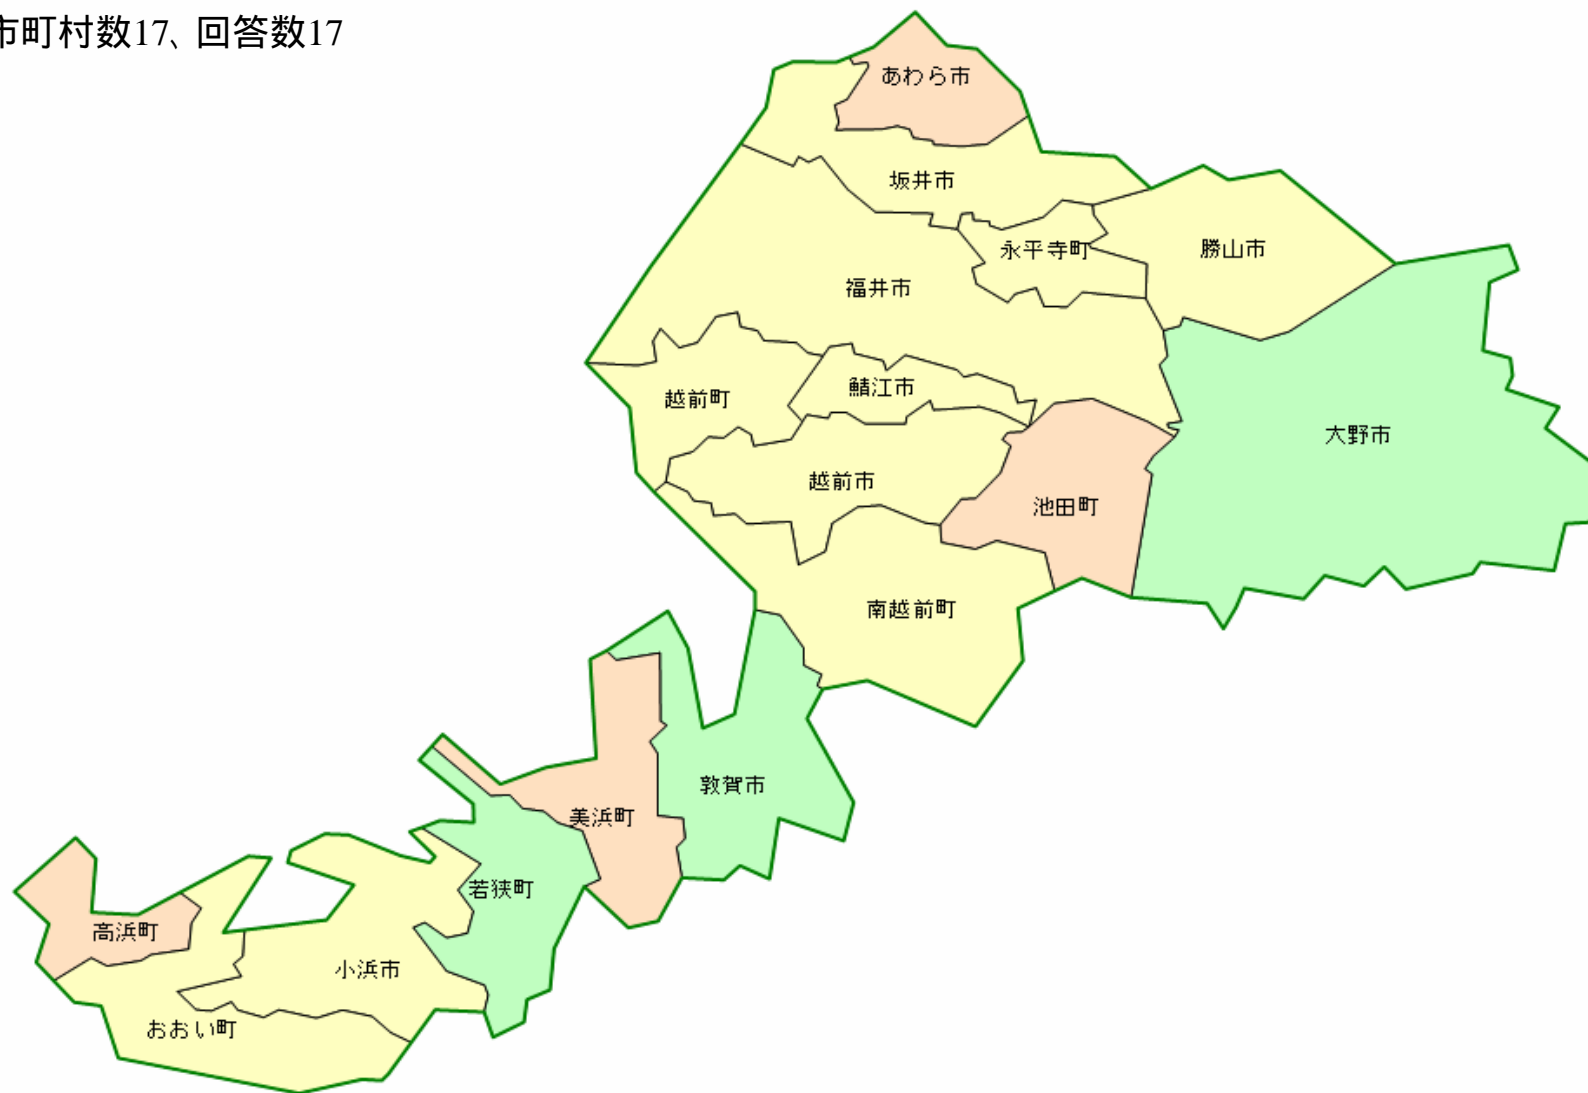 市町村数17、回答数17
あわら市
坂井市
永平寺町
勝山市
福井市
越前町
鯖江市
大野市
越前市
池田町
南越前町
敦賀市
美浜町
若狭町
高浜町
小浜市
おおい町